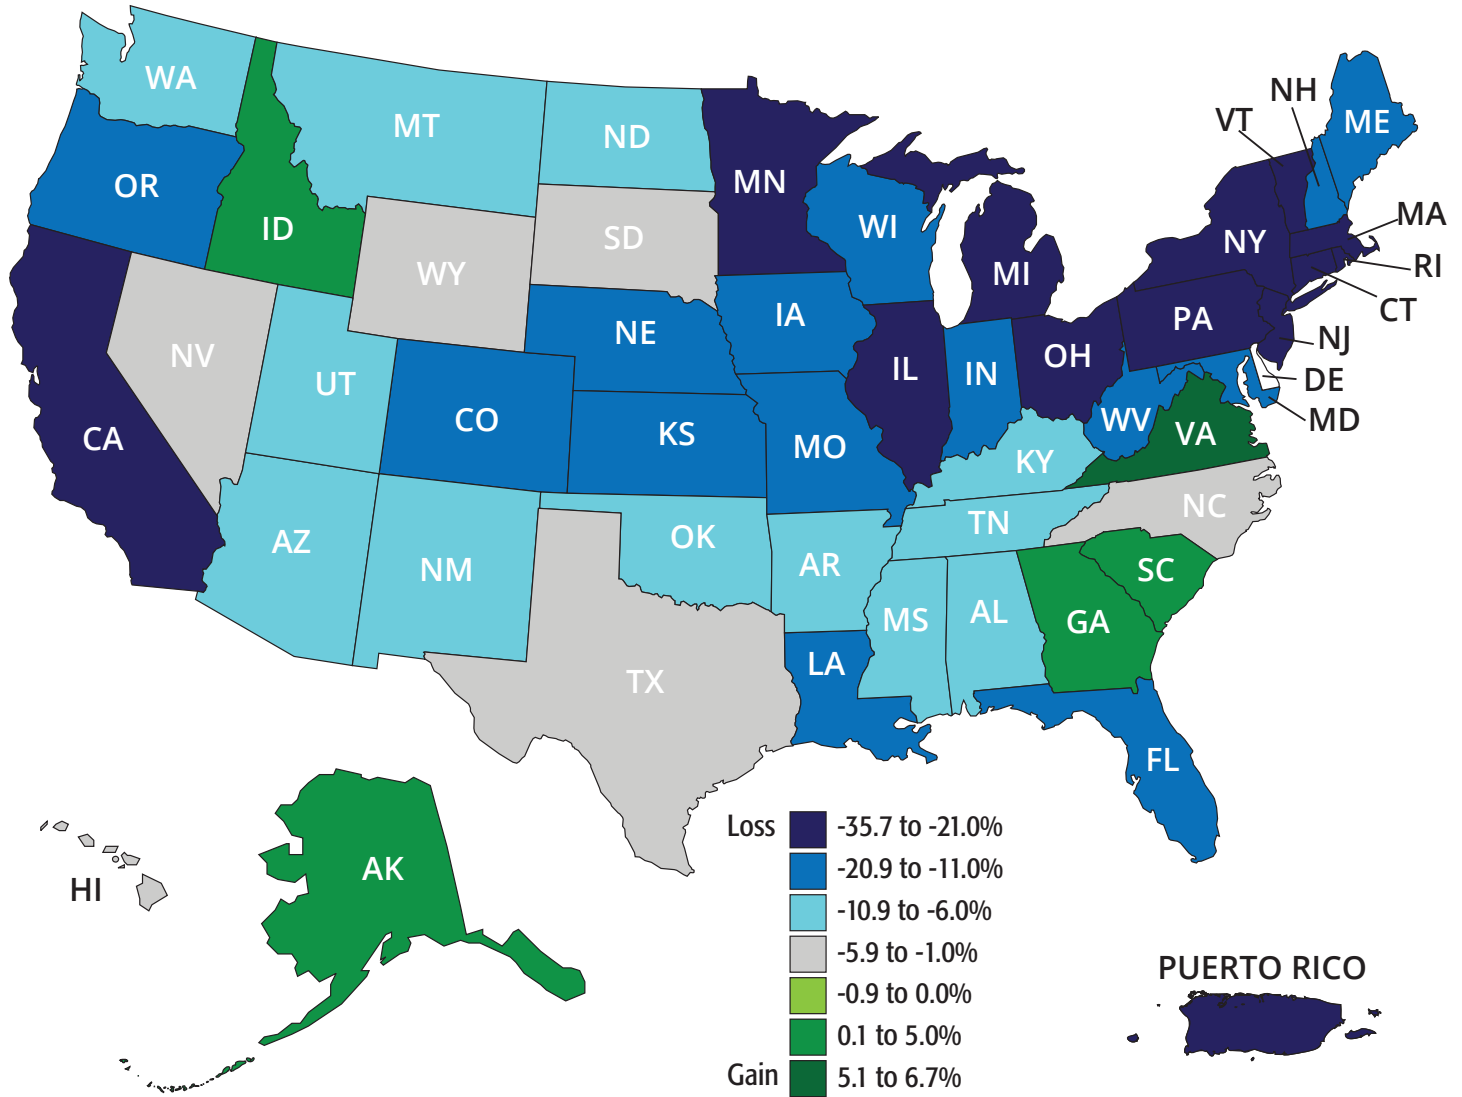 WA
MT
ND
MN
OR
ID
SD
WI
WY
MI
NH
VT
ME
NY
MA
RI
CT
NV
UT
NE
IA
PA
NJ
CA
CO
KS
MO
IL
IN
OH
DE
MD
WV
VA
KY
AZ
NM
OK
AR
TN
NC
SC
MS
AL
GA
TX
LA
FL
HI
AK
Loss
-35.7 to -21.0%
-20.9 to -11.0%
-10.9 to -6.0%
-5.9 to -1.0%
-0.9 to 0.0%
0.1 to 5.0%
Gain
5.1 to 6.7%
PUERTO RICO